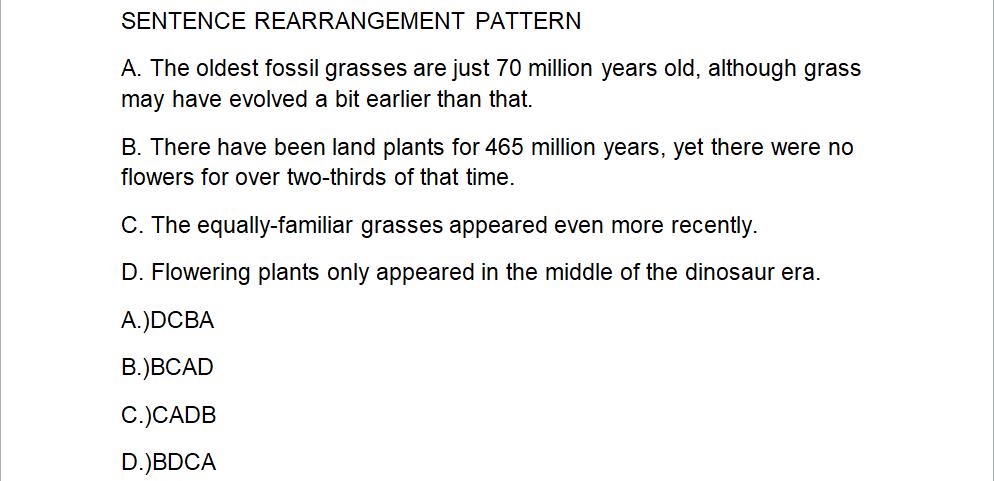 SENTENCE REARRANGEMENT PATTERN
A. The oldest fossil grasses are just 70 million years old, although grass
may have evolved a bit earlier than that.
B. There have been land plants for 465 million years, yet there were no
flowers for over two-thirds of that time.
C. The equally-familiar grasses appeared even more recently.
D. Flowering plants only appeared in the middle of the dinosaur era.
A.)DCBA
B.)BCAD
C.)CADB
D.)BDCA